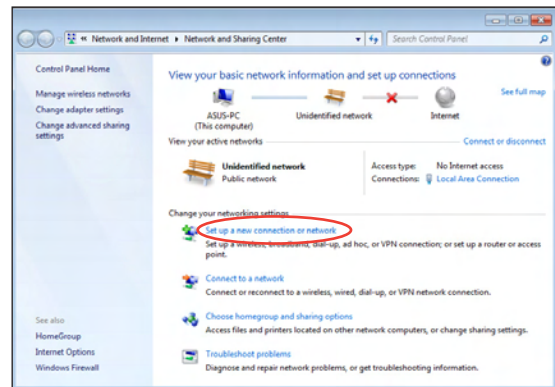 « Network and Internet ▸ Network and Sharing Center
Search Control Panel
Control Panel Home
Manage wireless networks
Change adapter settings
Change advanced sharing
settings
See also
HomeGroup
Internet Options
Windows Firewall
View your basic network information and set up connections
See full map
ASUS-PC
(This computer)
Unidentified network
Internet
View your active networks
Connect or disconnect
Unidentified network
Public network
Access type: No Internet access
Connections: Local Area Connection
Change your networking settings
Set up a new connection or network
Set up a wireless, broadband, dial-up, ad hoc, or VPN connection; or set up a router or access
point.
Connect to a network
Connect or reconnect to a wireless, wired, dial-up, or VPN network connection.
Choose homegroup and sharing options
Access files and printers located on other network computers, or change sharing settings.
Troubleshoot problems
Diagnose and repair network problems, or get troubleshooting information.